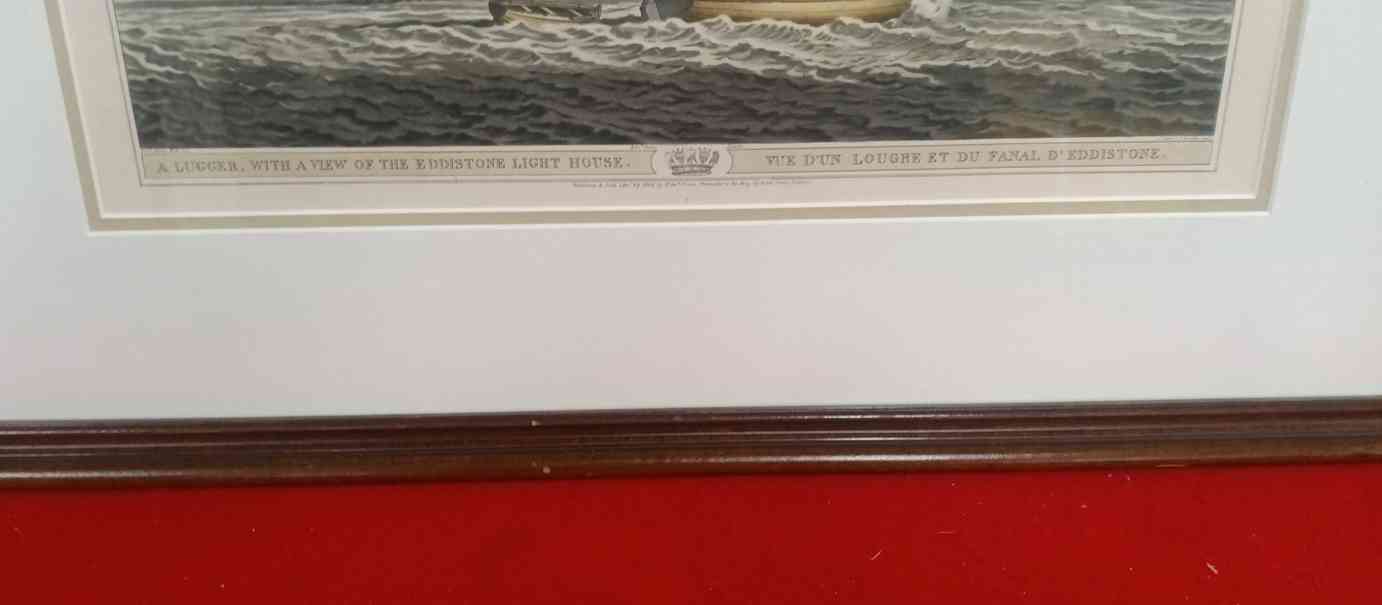 A LUGGER, WITH A VIEW OF THE EDDISTONE LIGHT HOUSE.
VUE D'UN LOUGRE ET DU FANAL D'EDDISTONE.